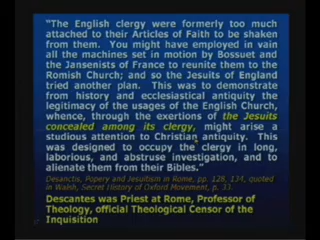 “The English clergy were formerly too much
attached to their Articles of Faith to be shaken
from them. You might have employed in vain
all the machines set in motion by Bossuet and
the Jansenists of France to reunite them to the
Romish Church; and so the Jesuits of England
tried another plan. This was to demonstrate
from history and ecclesiastical antiquity the
legitimacy of the usages of the English Church,
whence, through the exertions of the Jesuits
concealed among its clergy, might arise a
studious attention to Christian antiquity. This
was designed to occupy the clergy in long,
laborious, and abstruse investigation, and to
alienate them from their Bibles.”
Desanctis, Popery and Jesuitism in Rome, pp. 128, 134, quoted
in Walsh, Secret History of Oxford Movement, p. 33.
Descantes was Priest at Rome, Professor of
Theology, official Theological Censor of the
Inquisition